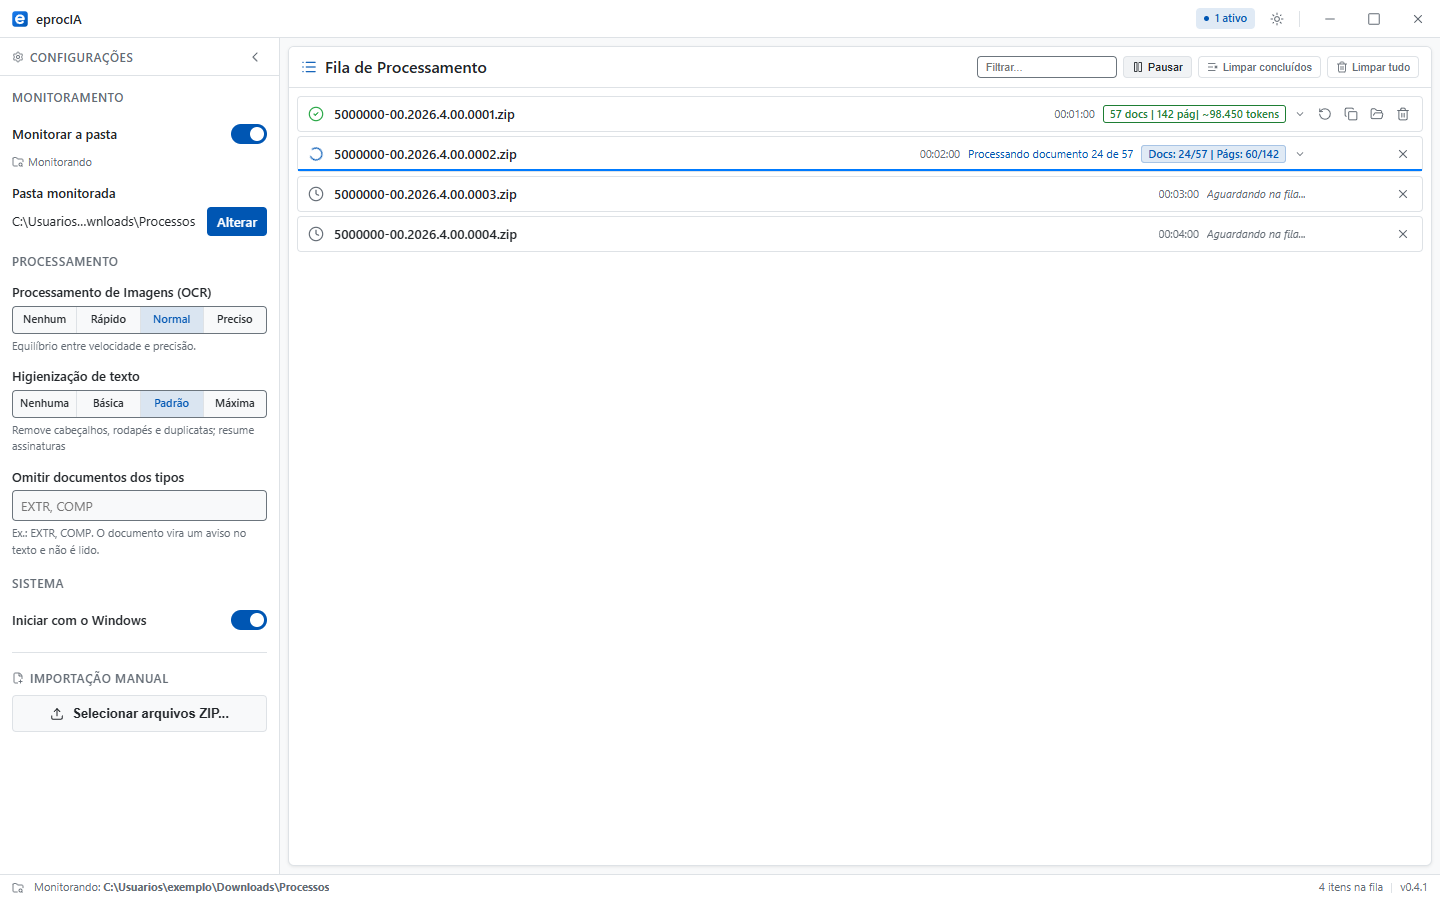 eprocIA
1 ativo
CONFIGURAÇÕES
MONITORAMENTO
Monitorar a pasta
Monitorando
Pasta monitorada
C:\Usuarios...wnloads\Processos
Alterar
PROCESSAMENTO
Processamento de Imagens (OCR)
Nenhum Rápido Normal Preciso
Equilíbrio entre velocidade e precisão.
Higienização de texto
Nenhuma Básica Padrão Máxima
Remove cabeçalhos, rodapés e duplicatas; resume
assinaturas
Omitir documentos dos tipos
EXTR, COMP
Ex.: EXTR, COMP. O documento vira um aviso no
texto e não é lido.
SISTEMA
Iniciar com o Windows
IMPORTAÇÃO MANUAL
Selecionar arquivos ZIP...
Fila de Processamento
Filtrar...
Pausar
Limpar concluídos
Limpar tudo
5000000-00.2026.4.00.0001.zip 00:01:00 57 docs | 142 pág| ~98.450 tokens
5000000-00.2026.4.00.0002.zip 00:02:00 Processando documento 24 de 57 Docs: 24/57 | Págs: 60/142
5000000-00.2026.4.00.0003.zip 00:03:00 Aguardando na fila...
5000000-00.2026.4.00.0004.zip 00:04:00 Aguardando na fila...
Monitorando: C:\Usuarios\exemplo\Downloads\Processos
4 itens na fila
v0.4.1